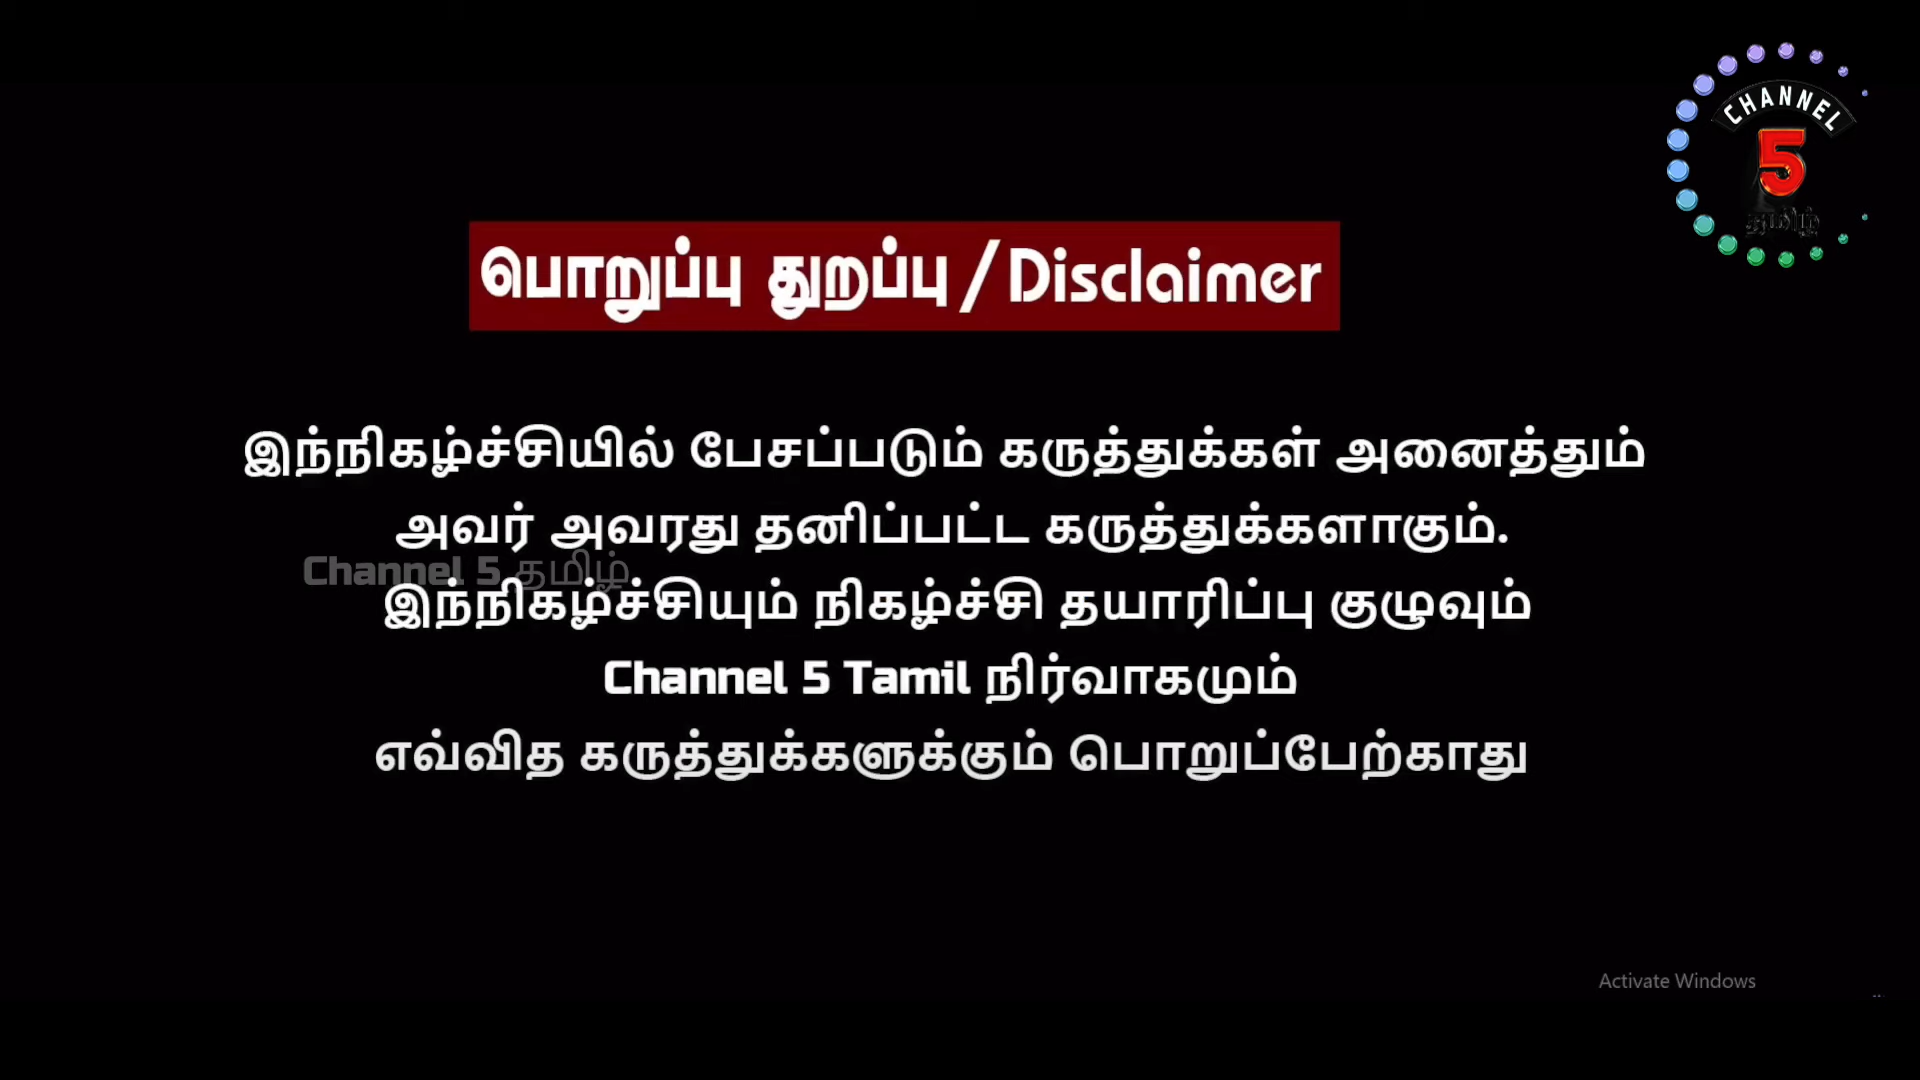 CHANNEL
5
தமிழ்
பொறுப்பு துறப்பு/Disclaimer
இந்நிகழ்ச்சியில் பேசப்படும் கருத்துக்கள் அனைத்தும்
அவர் அவரது தனிப்பட்ட கருத்துக்களாகும்.
Channel 5 தமிழ்
இந்நிகழ்ச்சியும் நிகழ்ச்சி தயாரிப்பு குழுவும்
Channel 5 Tamil நிர்வாகமும்
எவ்வித கருத்துக்களுக்கும் பொறுப்பேற்காது
Activate Windows